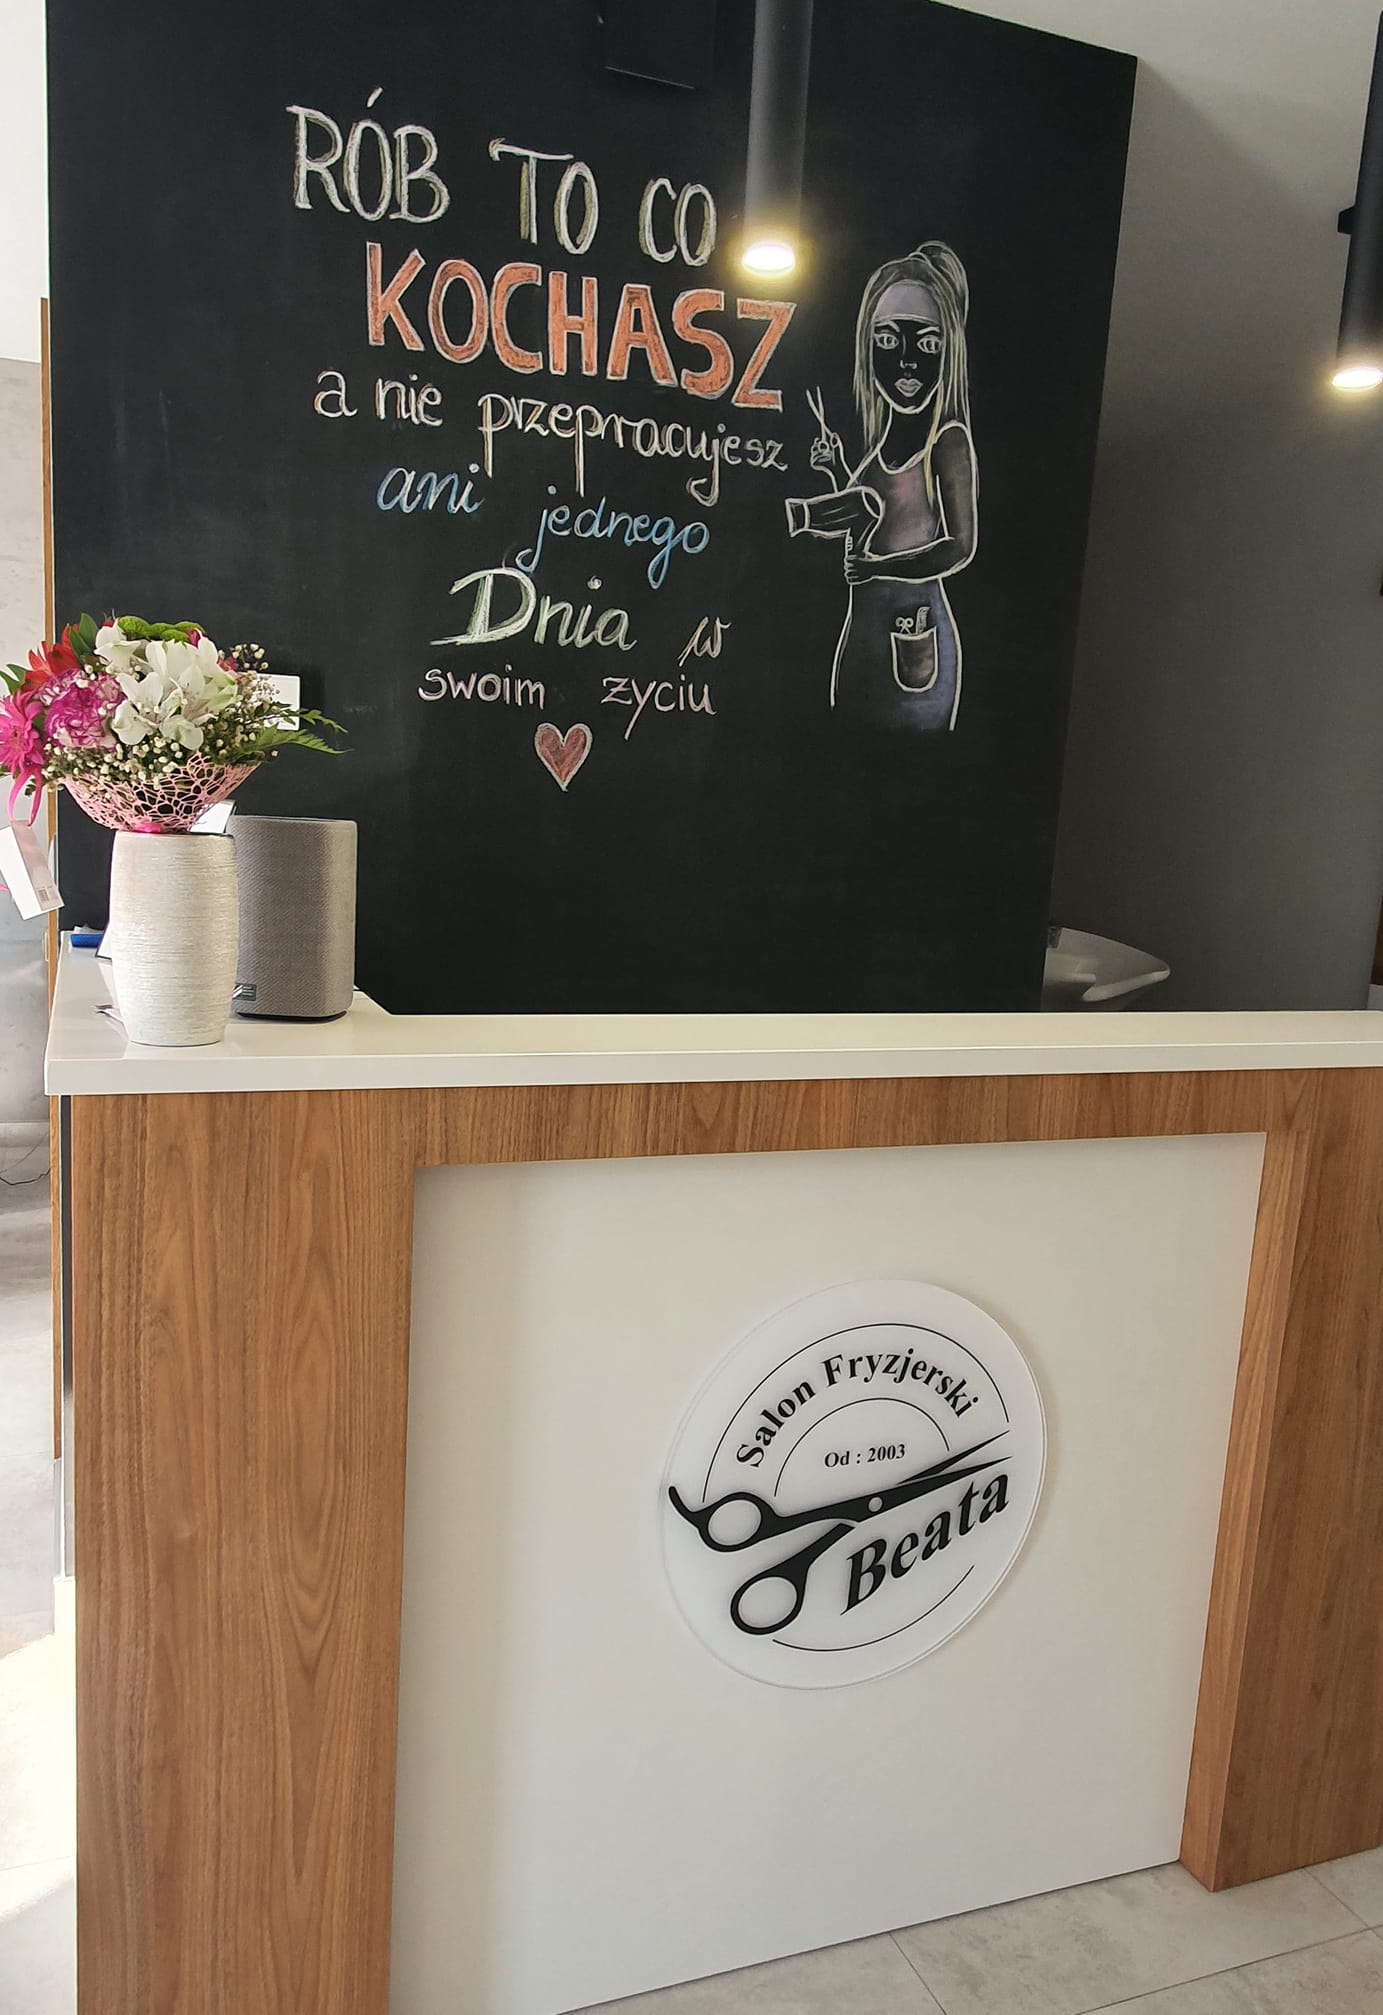 RÓB TO CO
KOCHASZ
a nie przepracujesz
ani jednego
Dnia w
swoim zyciu
Salon Fryzjerski
Od : 2003
Beata